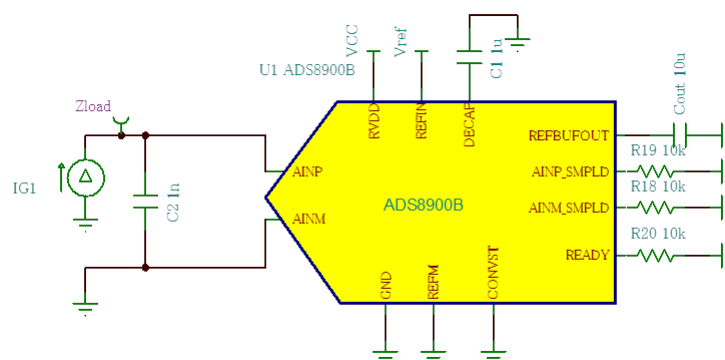 VCC
Vref
C1 1u
U1 ADS8900B
Cout 10u
Zload
RVDD
REFIN
DECAP
REFBUFOUT
R19 10k
AINP
AINP_SMPLD
IG1
C2 1n
ADS8900B
R18 10k
AINM
AINM_SMPLD
R20 10k
READY
GND
REFM
CONVST